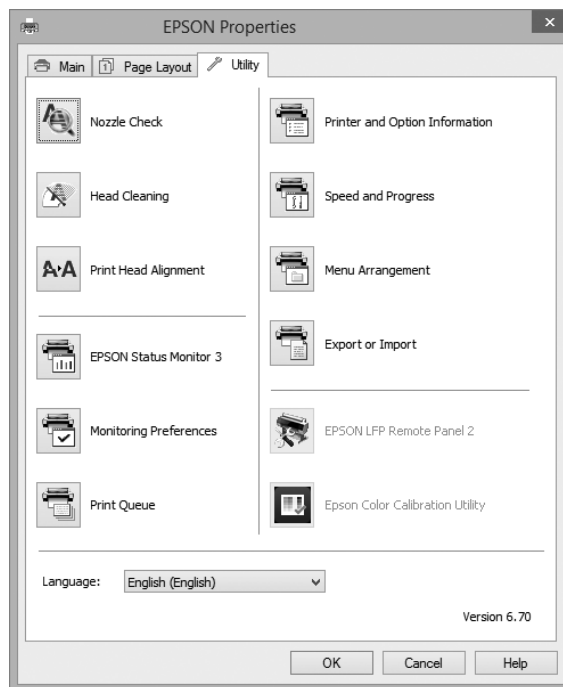 EPSON Properties
Main
Page Layout
Utility
Nozzle Check
Head Cleaning
Print Head Alignment
EPSON Status Monitor 3
Monitoring Preferences
Print Queue
Printer and Option Information
Speed and Progress
Menu Arrangement
Export or Import
EPSON LFP Remote Panel 2
Epson Color Calibration Utility
Language: English (English)
Version 6.70
OK Cancel Help